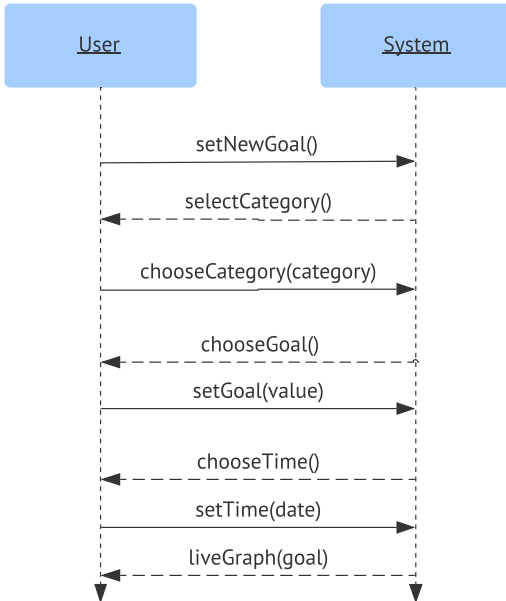 User
System
setNewGoal()
selectCategory()
chooseCategory(category)
chooseGoal()
setGoal(value)
chooseTime()
setTime(date)
liveGraph(goal)